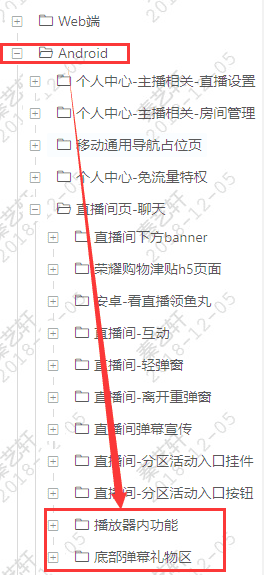 Web端
Android
个人中心-主播相关-直播设置
个人中心-主播相关-房间管理
移动通用导航占位页
个人中心-免流量特权
直播间页-聊天
直播间下方banner
荣耀购物津贴h5页面
安卓-看直播领鱼丸
直播间-互动
直播间-轻弹窗
直播间-离开重弹窗
直播间弹幕宣传
直播间-分区活动入口挂件
直播间-分区活动入口按钮
播放器内功能
底部弹幕礼物区
秦艺轩
2018-12-05